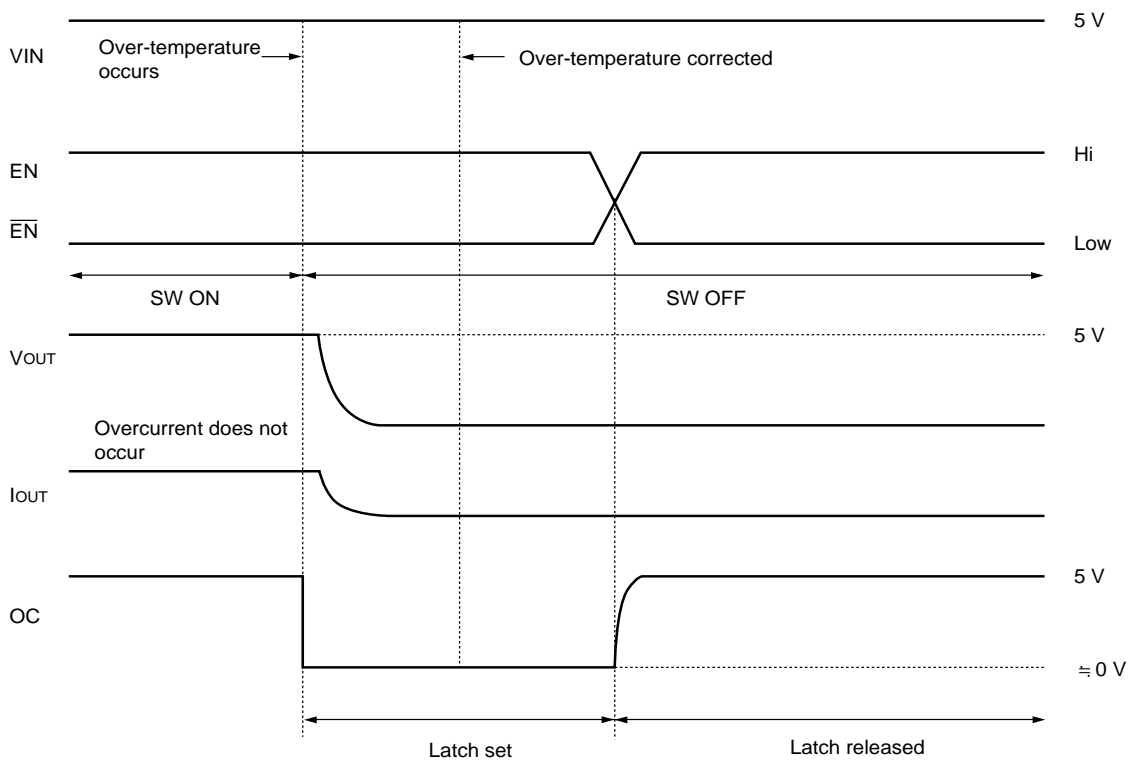 5 V
VIN
Over-temperature
occurs
Over-temperature corrected
EN
Hi
E̅N̅
Low
SW ON
SW OFF
5 V
VOUT
Overcurrent does not
occur
IOUT
5 V
OC
≒ 0 V
Latch set
Latch released